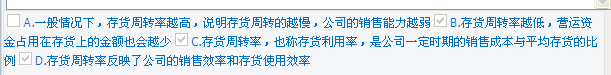 A.一般情况下，存货周转率越高，说明存货周转的越慢，公司的销售能力越弱 B.存货周转率越低，营运资
金占用在存货上的金额也会越少 C.存货周转率，也称存货利用率，是公司一定时期的销售成本与平均存货的比
例 D.存货周转率反映了公司的销售效率和存货使用效率